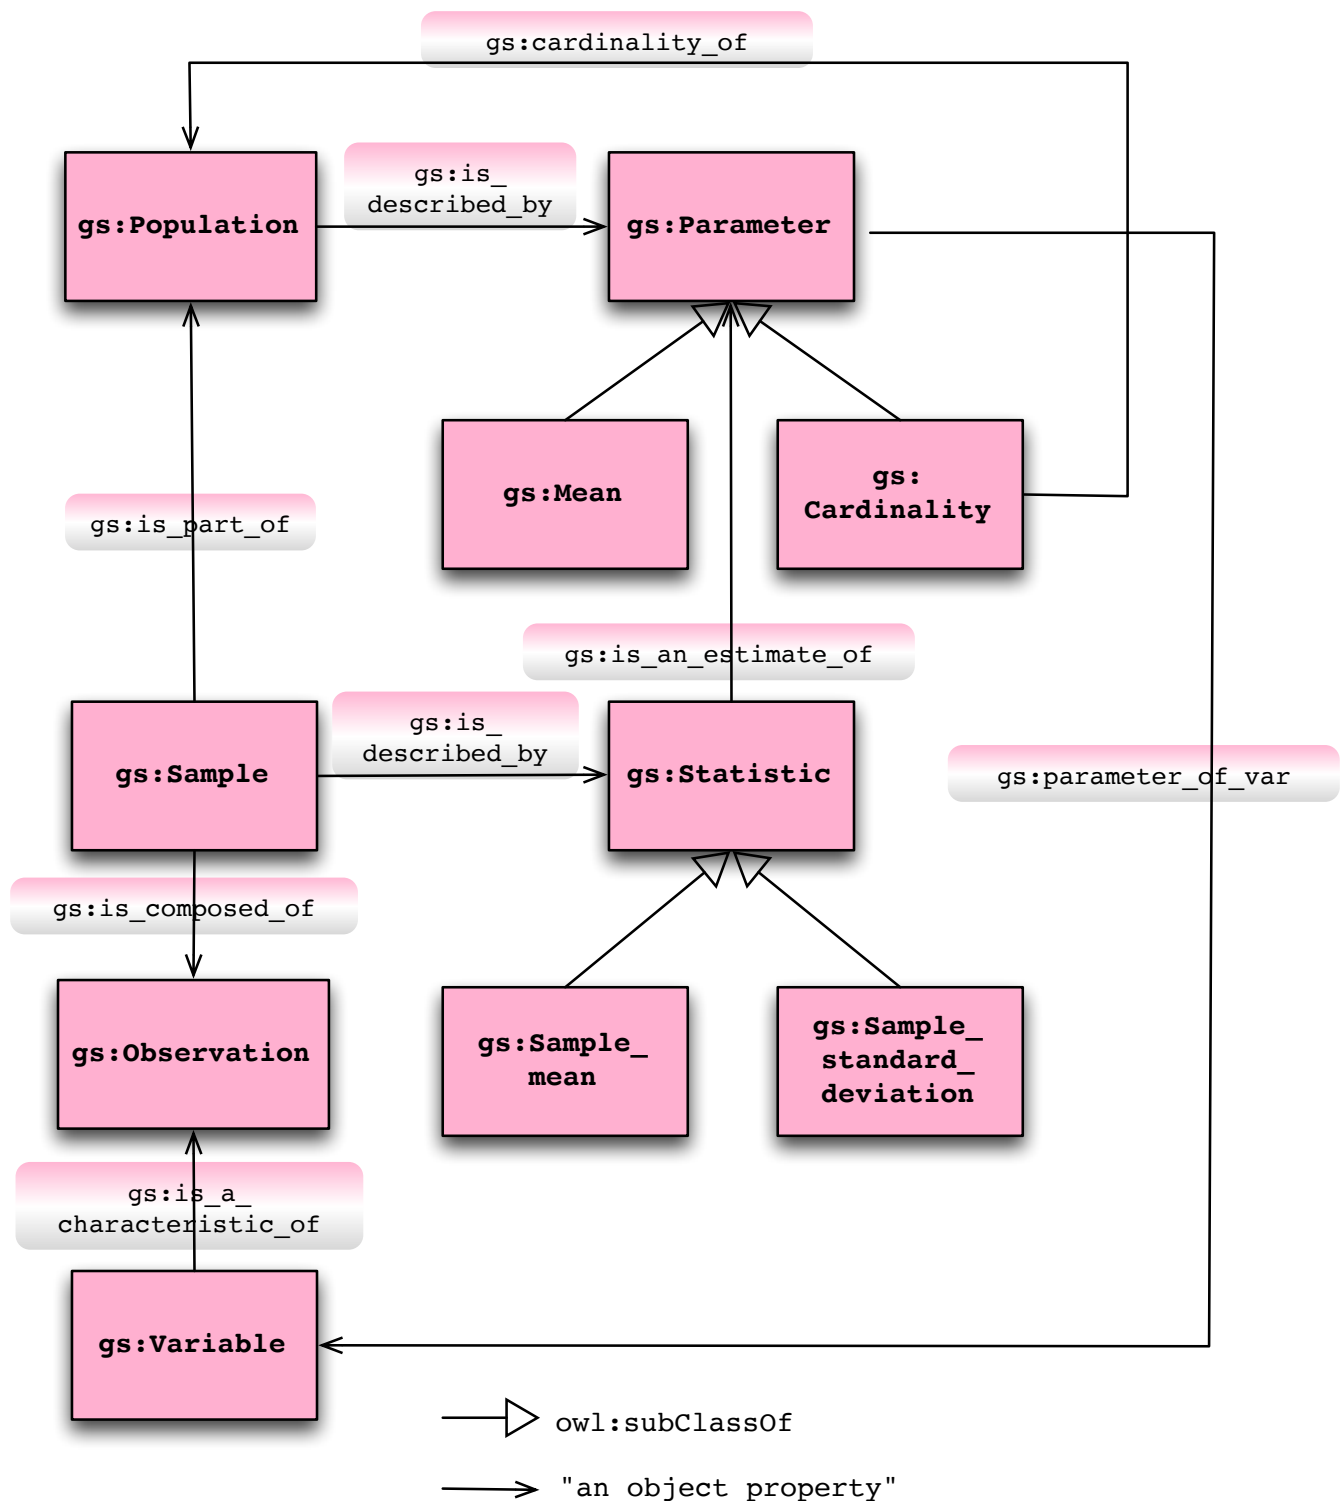 gs:cardinality_of
gs:is_
described_by
gs:Population
gs:Parameter
gs:Mean
gs:
Cardinality
gs:is_part_of
gs:is_an_estimate_of
gs:is_
described_by
gs:Sample
gs:Statistic
gs:parameter_of_var
gs:is_composed_of
gs:Observation
gs:Sample_
mean
gs:Sample_
standard_
deviation
gs:is_a_
characteristic_of
gs:Variable
owl:subClassOf
"an object property"